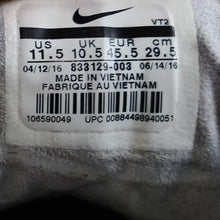 VT2
US UK EUR cm
11.5 10.5 45.5 29.5
04/12/16 833129-003 06/14/16
MADE IN VIETNAM
FABRIQUE AU VIETNAM
106590049 UPC 00884498940051